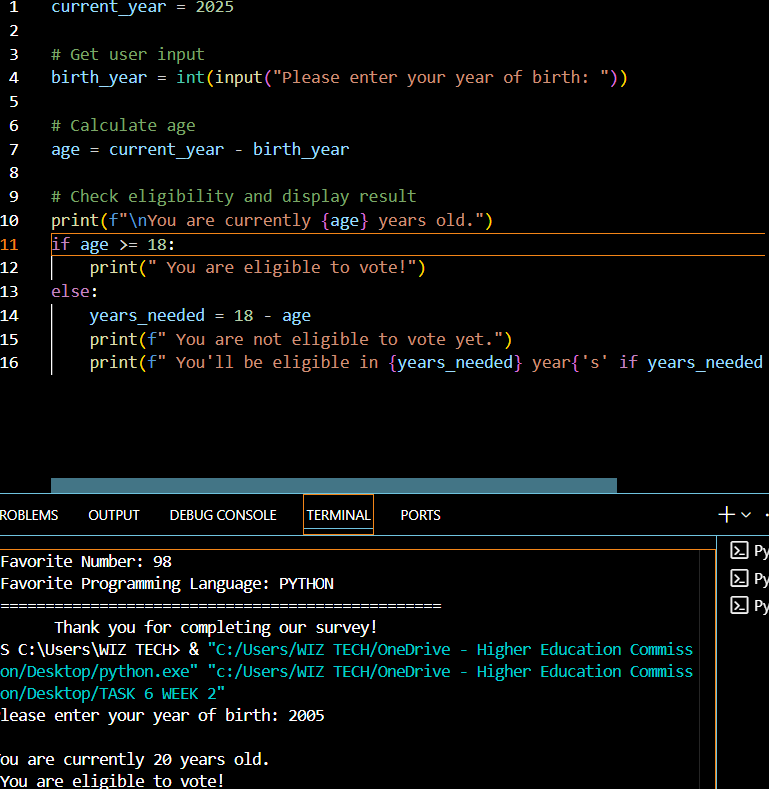 1 current_year = 2025
2
3 # Get user input
4 birth_year = int(input("Please enter your year of birth: "))
5
6 # Calculate age
7 age = current_year - birth_year
8
9 # Check eligibility and display result
10 print(f"\nYou are currently {age} years old.")
11 if age >= 18:
12     print(" You are eligible to vote!")
13 else:
14     years_needed = 18 - age
15     print(f" You are not eligible to vote yet.")
16     print(f" You'll be eligible in {years_needed} year{'s' if years_needed
ROBLEMS OUTPUT DEBUG CONSOLE TERMINAL PORTS
Favorite Number: 98
Favorite Programming Language: PYTHON
=================================================
      Thank you for completing our survey!
S C:\Users\WIZ TECH> & "C:/Users/WIZ TECH/OneDrive - Higher Education Commiss
on/Desktop/python.exe" "c:/Users/WIZ TECH/OneDrive - Higher Education Commiss
on/Desktop/TASK 6 WEEK 2"
lease enter your year of birth: 2005

ou are currently 20 years old.
You are eligible to vote!
Py
Py
Py